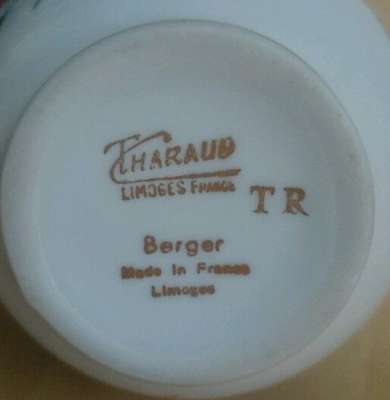 THARAUD
LIMOGES FRANCE
TR
Berger
Made in France
Limoges